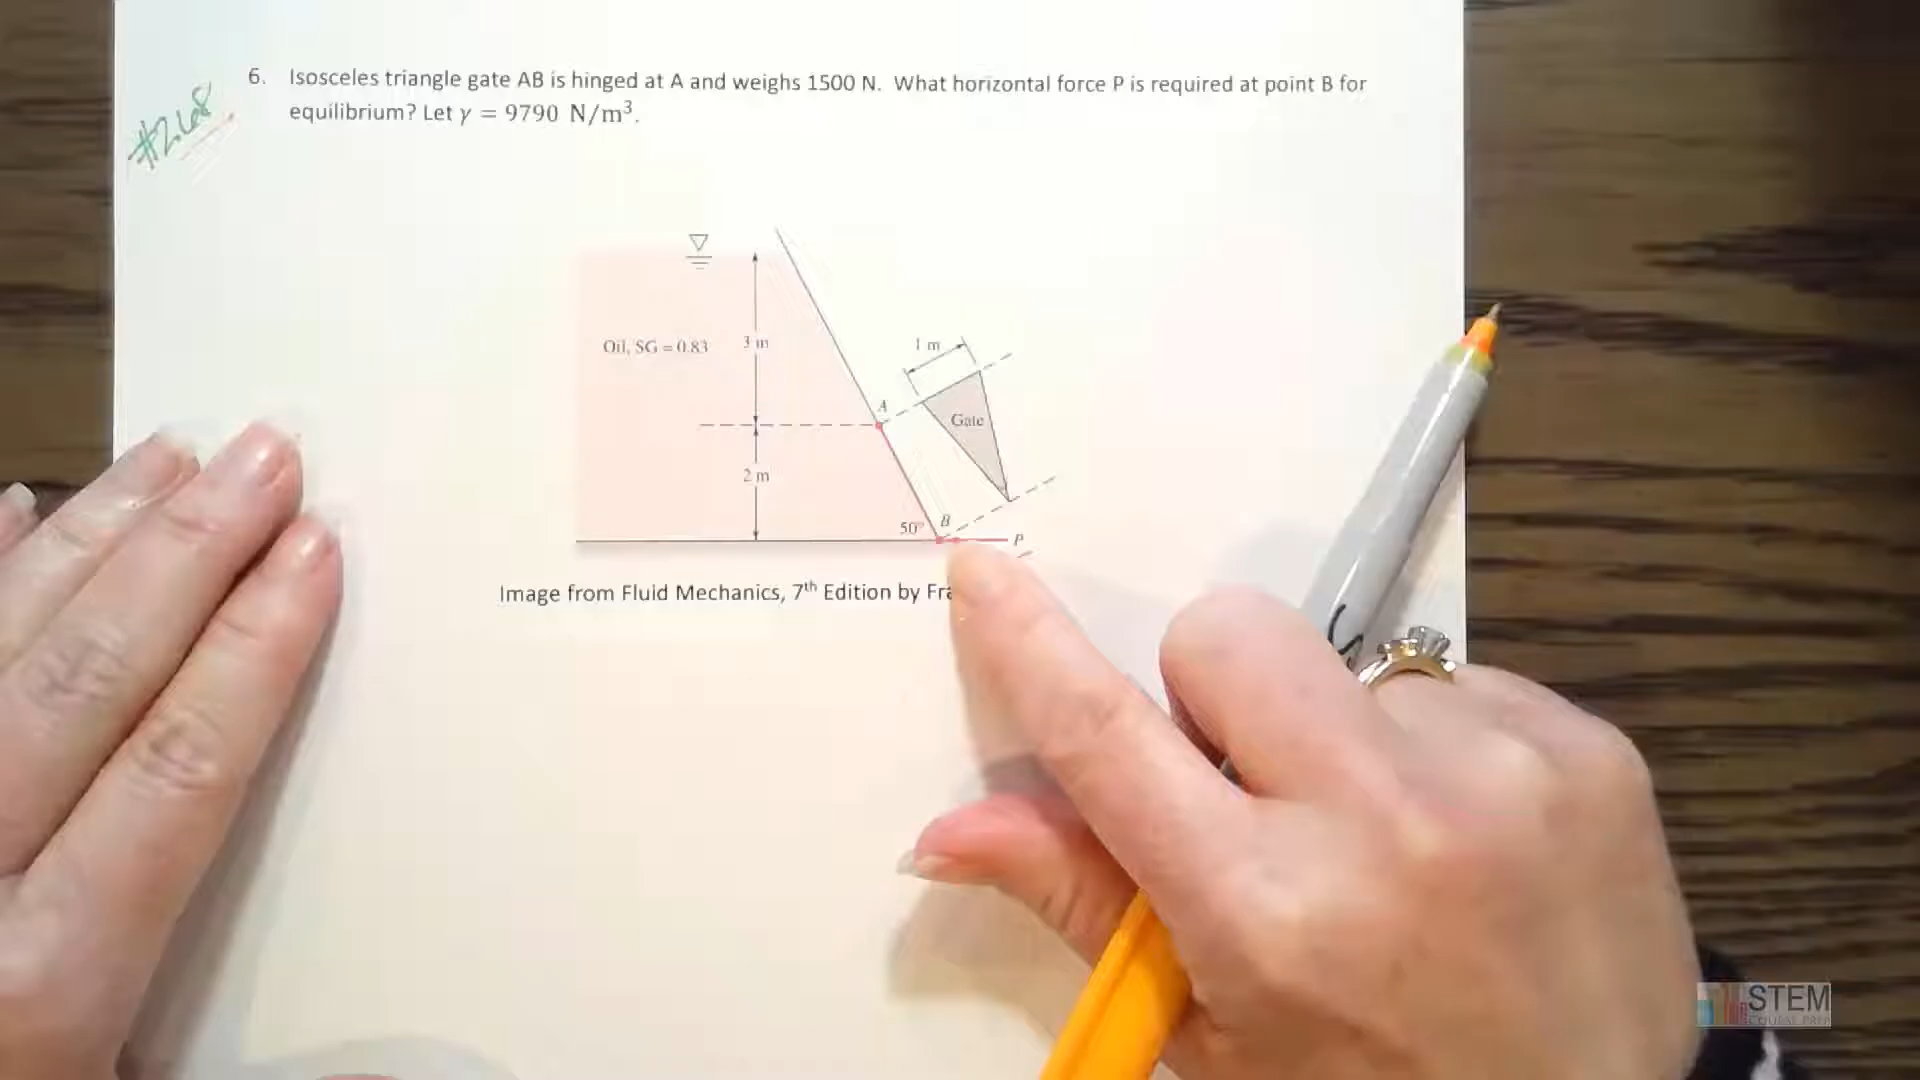 6. Isosceles triangle gate AB is hinged at A and weighs 1500 N. What horizontal force P is required at point B for
equilibrium? Let γ = 9790 N/m³.
#2.68
Oil, SG = 0.83
3 m
1 m
A
Gate
2 m
50°
B
P
Image from Fluid Mechanics, 7th Edition by
STEM
COURSE PREP